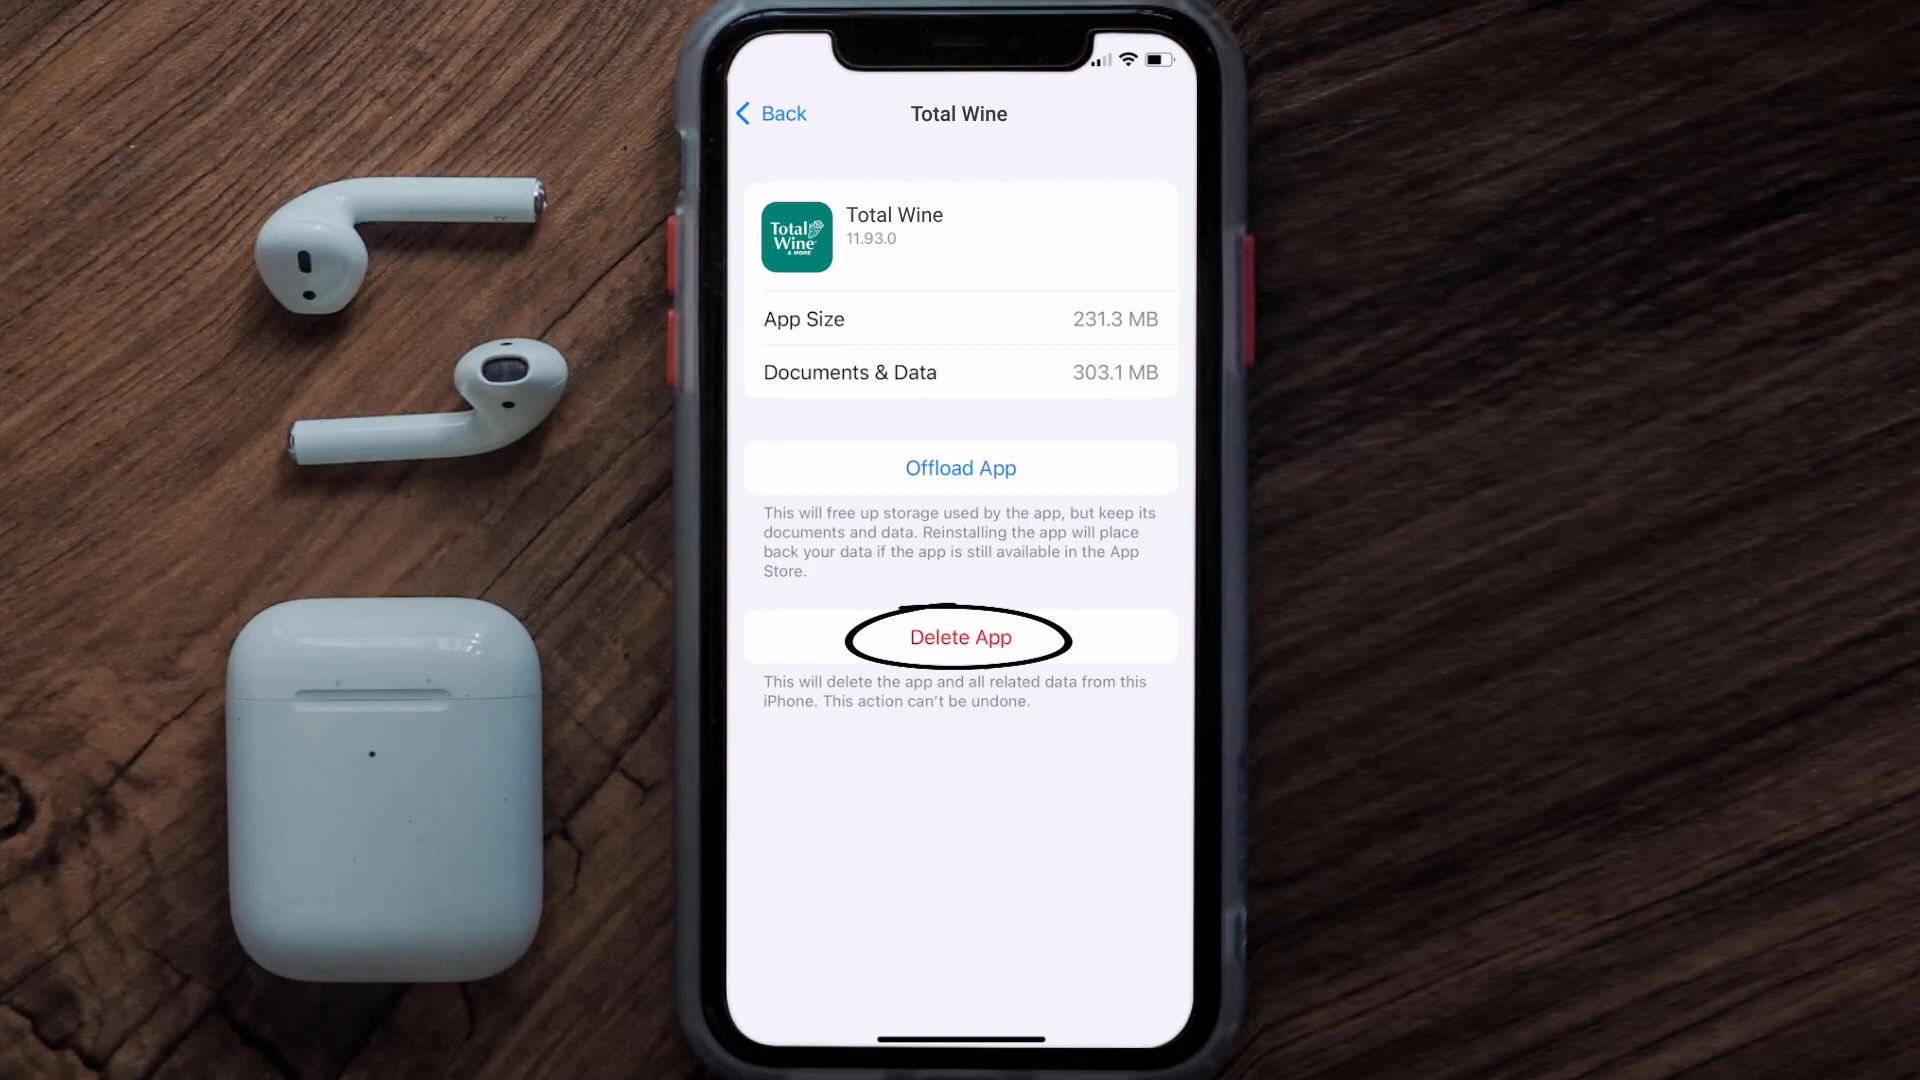 Back
Total Wine
Total
Wine
& MORE
Total Wine
11.93.0
App Size
231.3 MB
Documents & Data
303.1 MB
Offload App
This will free up storage used by the app, but keep its
documents and data. Reinstalling the app will place
back your data if the app is still available in the App
Store.
Delete App
This will delete the app and all related data from this
iPhone. This action can't be undone.